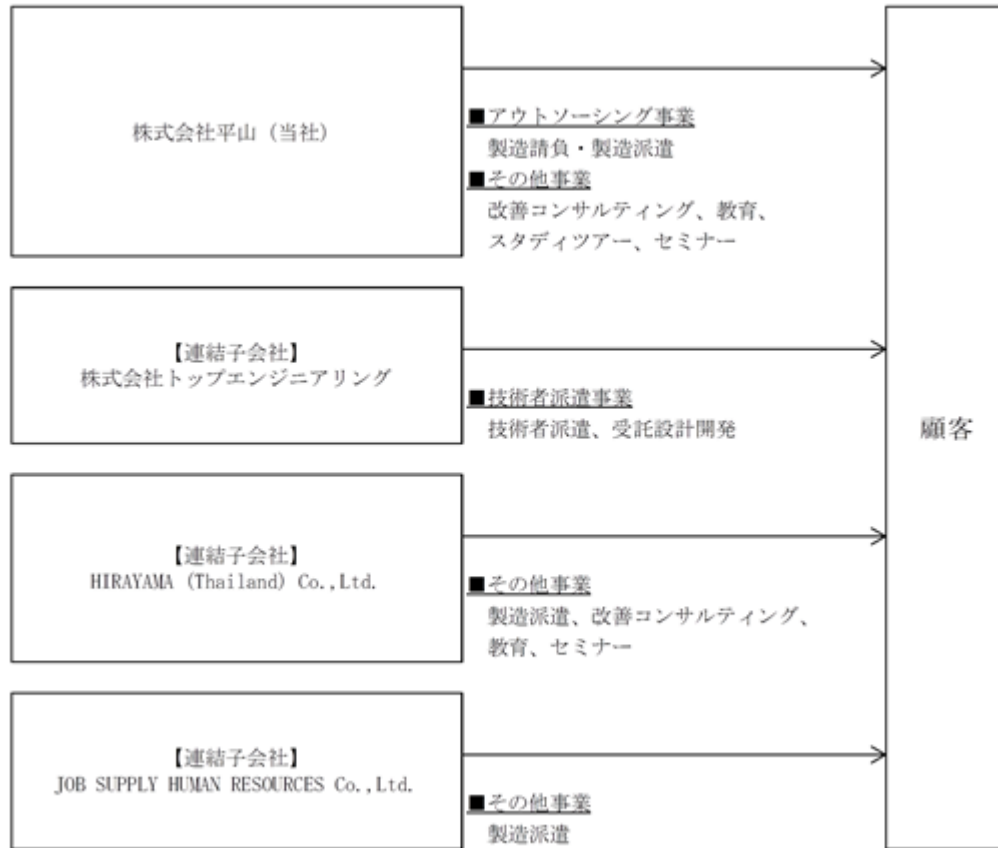 株式会社平山（当社）
■アウトソーシング事業
製造請負・製造派遣
■その他事業
改善コンサルティング、教育、
スタディツアー、セミナー
【連結子会社】
株式会社トップエンジニアリング
■技術者派遣事業
技術者派遣、受託設計開発
顧客
【連結子会社】
HIRAYAMA (Thailand) Co.,Ltd.
■その他事業
製造派遣、改善コンサルティング、
教育、セミナー
【連結子会社】
JOB SUPPLY HUMAN RESOURCES Co.,Ltd.
■その他事業
製造派遣